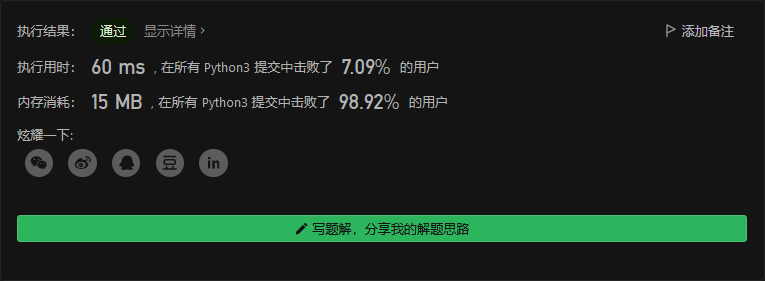 执行结果： 通过 显示详情 › 添加备注
执行用时： 60 ms , 在所有 Python3 提交中击败了 7.09% 的用户
内存消耗： 15 MB , 在所有 Python3 提交中击败了 98.92% 的用户
炫耀一下:
豆 in
写题解，分享我的解题思路